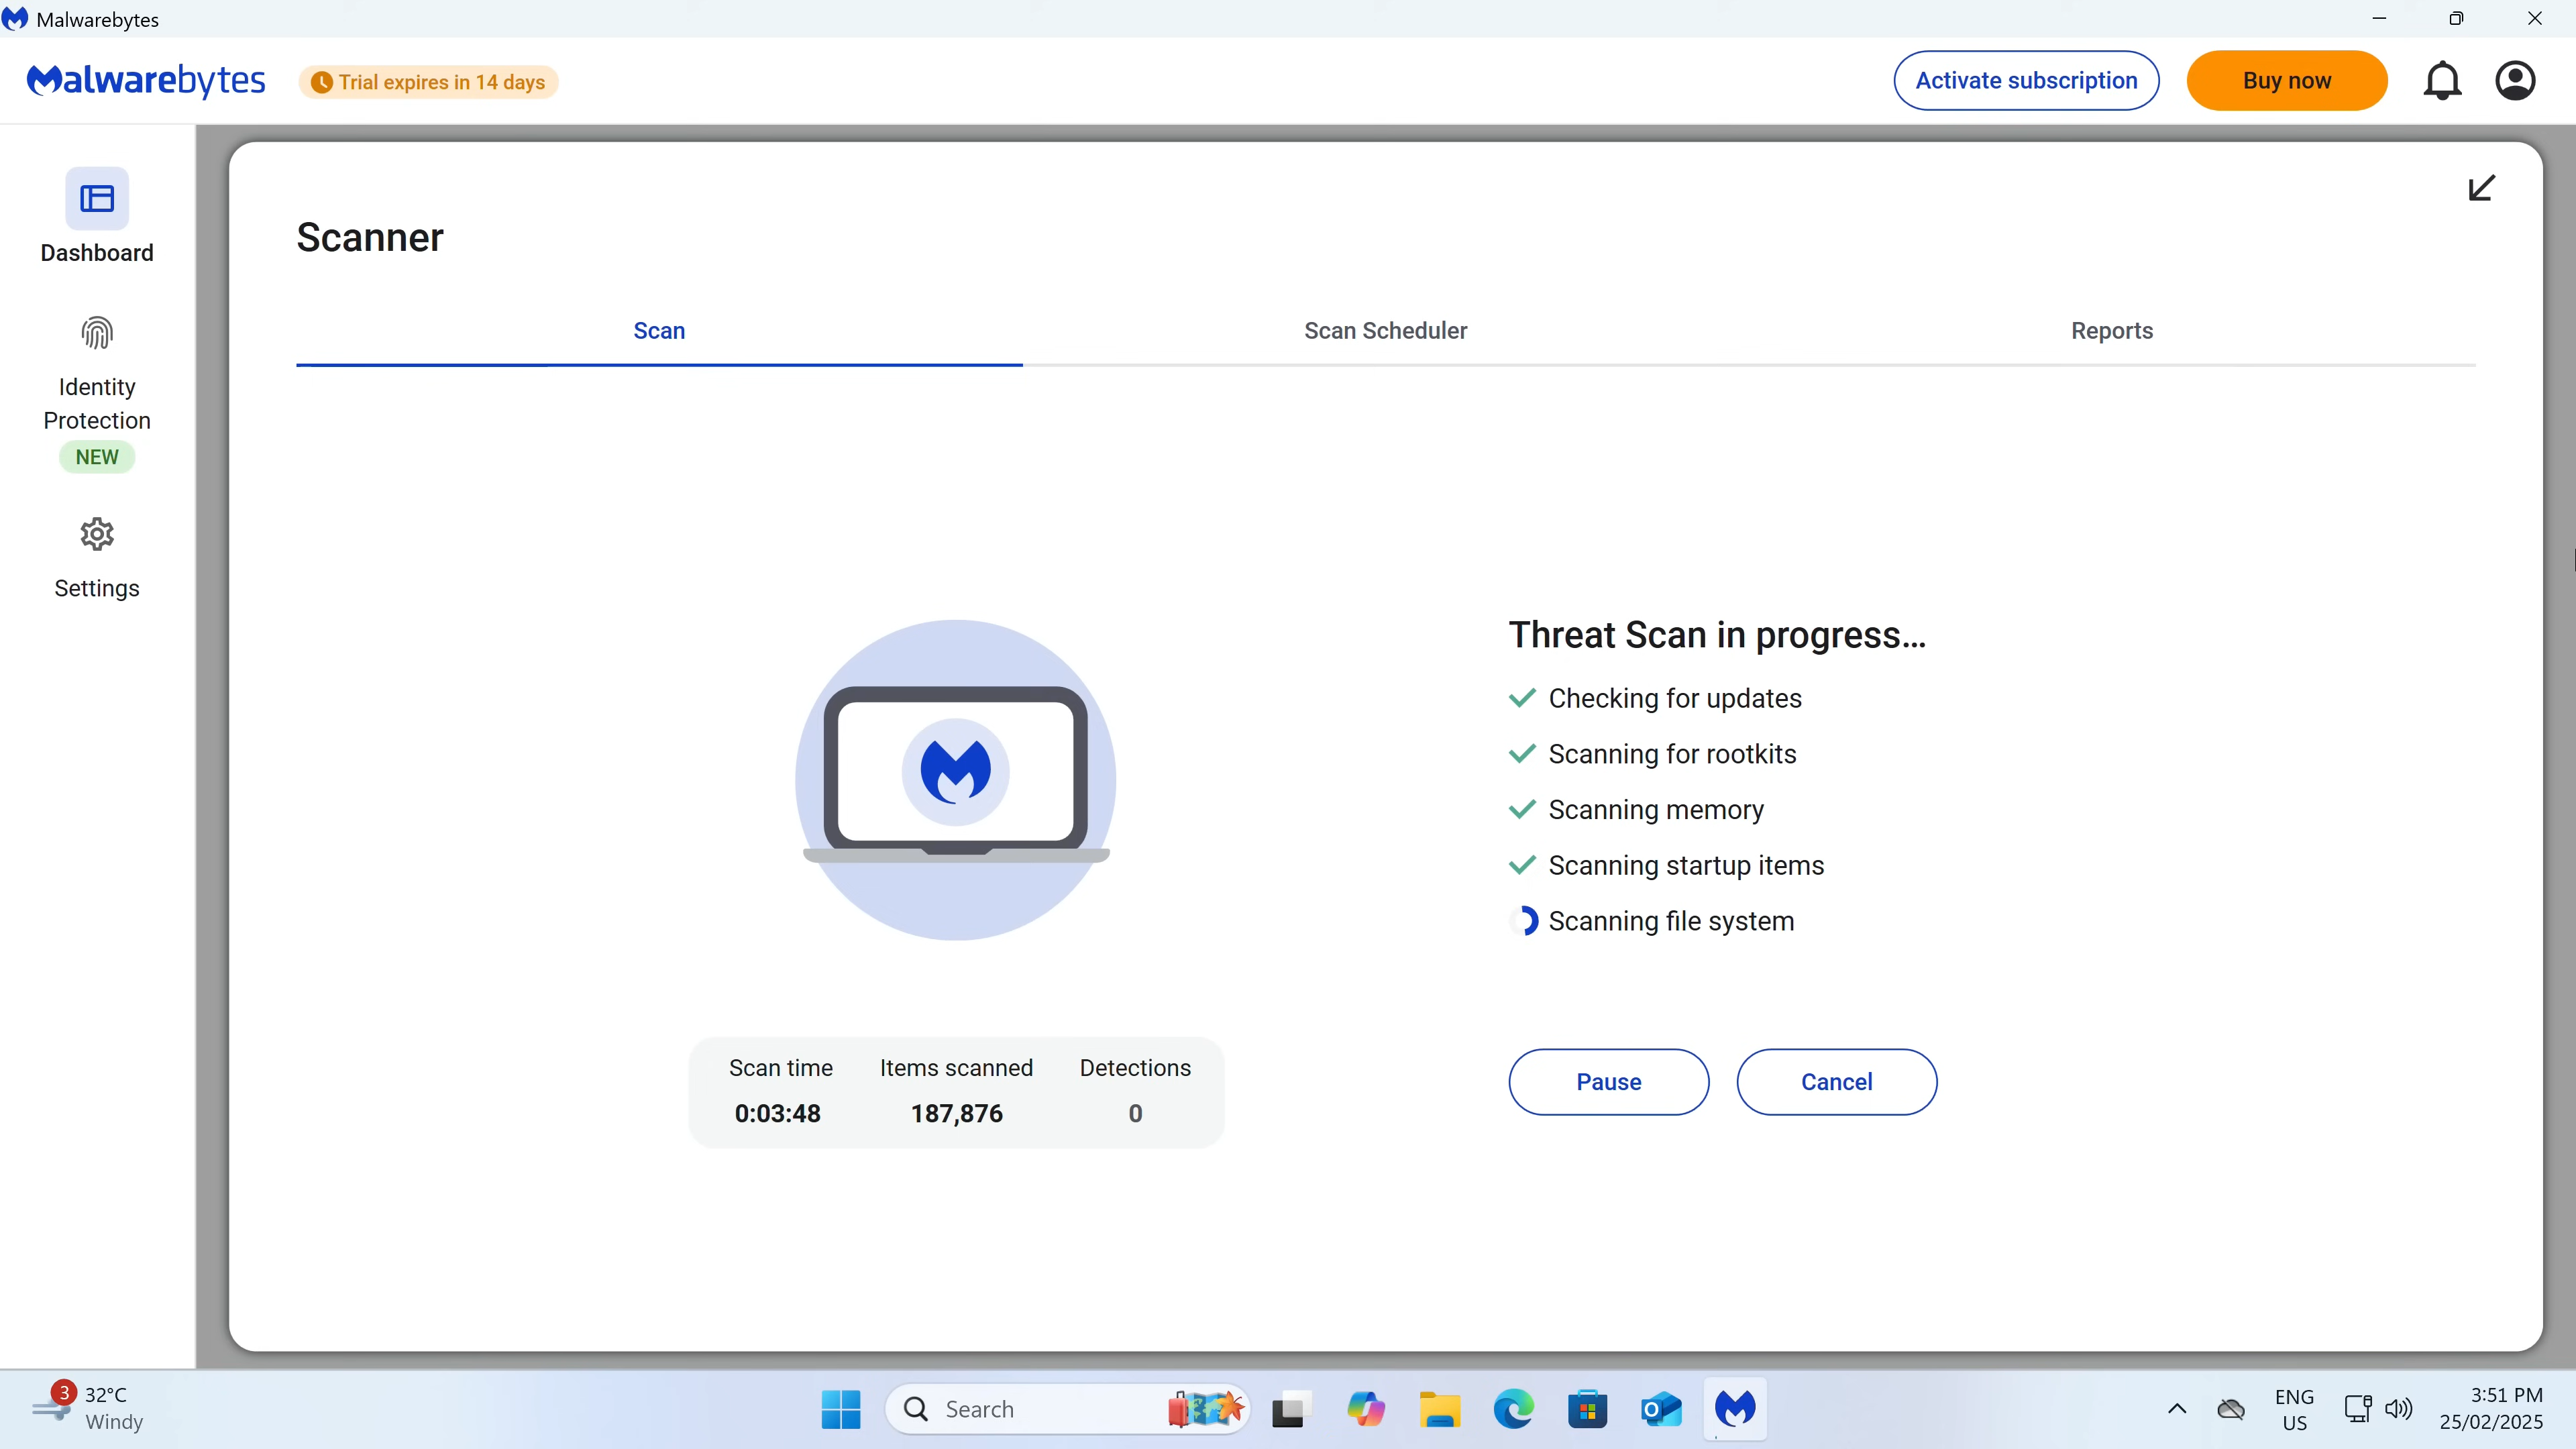 Malwarebytes
Malwarebytes
Trial expires in 14 days
Activate subscription
Buy now
Dashboard
Identity
Protection
NEW
Settings
Scanner
Scan
Scan Scheduler
Reports
Threat Scan in progress...
Checking for updates
Scanning for rootkits
Scanning memory
Scanning startup items
Scanning file system
Scan time
Items scanned
Detections
0:03:48
187,876
0
Pause
Cancel
3
32°C
Windy
Search
ENG
US
3:51 PM
25/02/2025